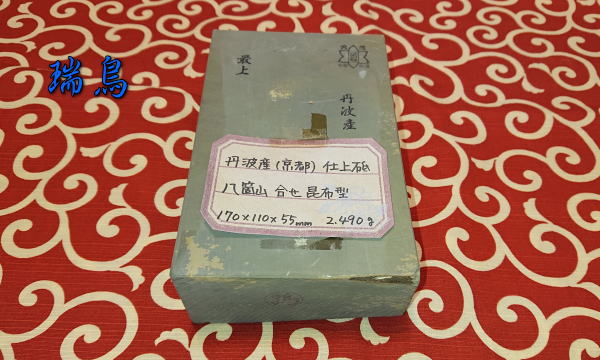 瑞鳥
最上
丹波産
丹波産(京都) 仕上砥
八箇山 合せ 昆布型
170×110×55mm 2.490g